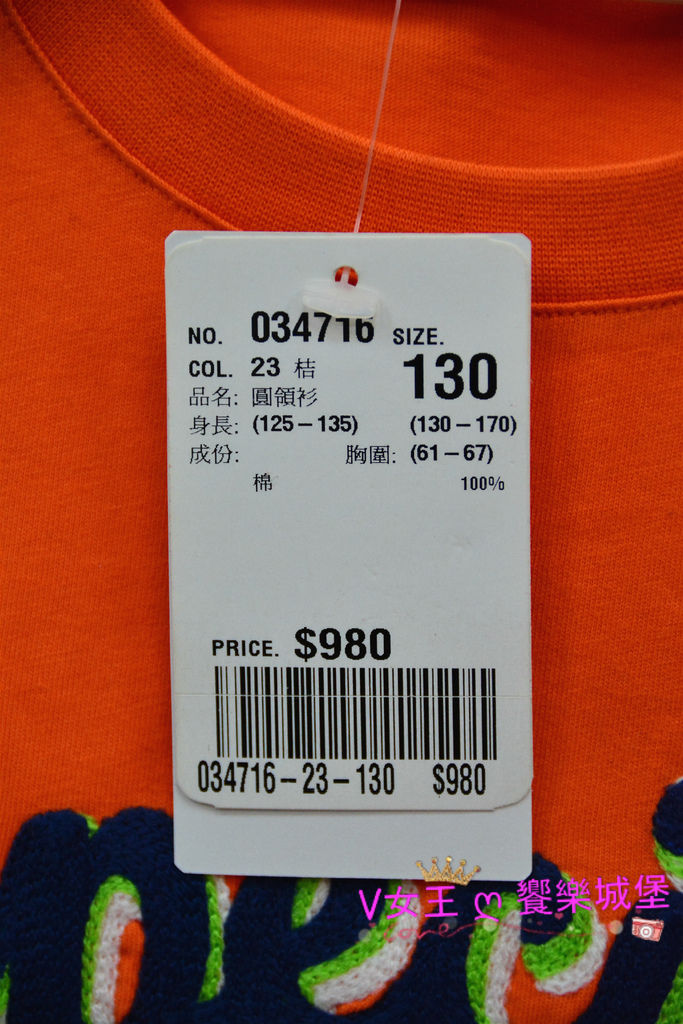 NO. 034716 SIZE.
COL. 23 桔 130
品名: 圓領衫
身長: (125－135) (130－170)
成份: 胸圍: (61－67)
棉 100%
PRICE. $980
034716－23－130 $980
V女王 ღ 饗樂城堡
love